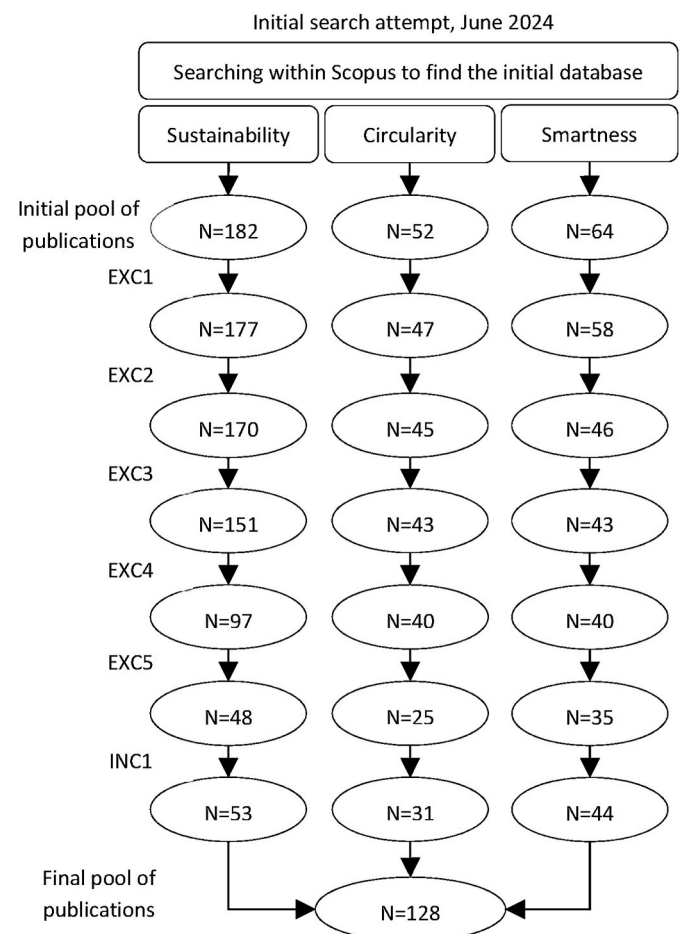 Initial search attempt, June 2024
Searching within Scopus to find the initial database
Sustainability
Circularity
Smartness
Initial pool of
publications
N=182
N=52
N=64
EXC1
N=177
N=47
N=58
EXC2
N=170
N=45
N=46
EXC3
N=151
N=43
N=43
EXC4
N=97
N=40
N=40
EXC5
N=48
N=25
N=35
INC1
N=53
N=31
N=44
Final pool of
publications
N=128